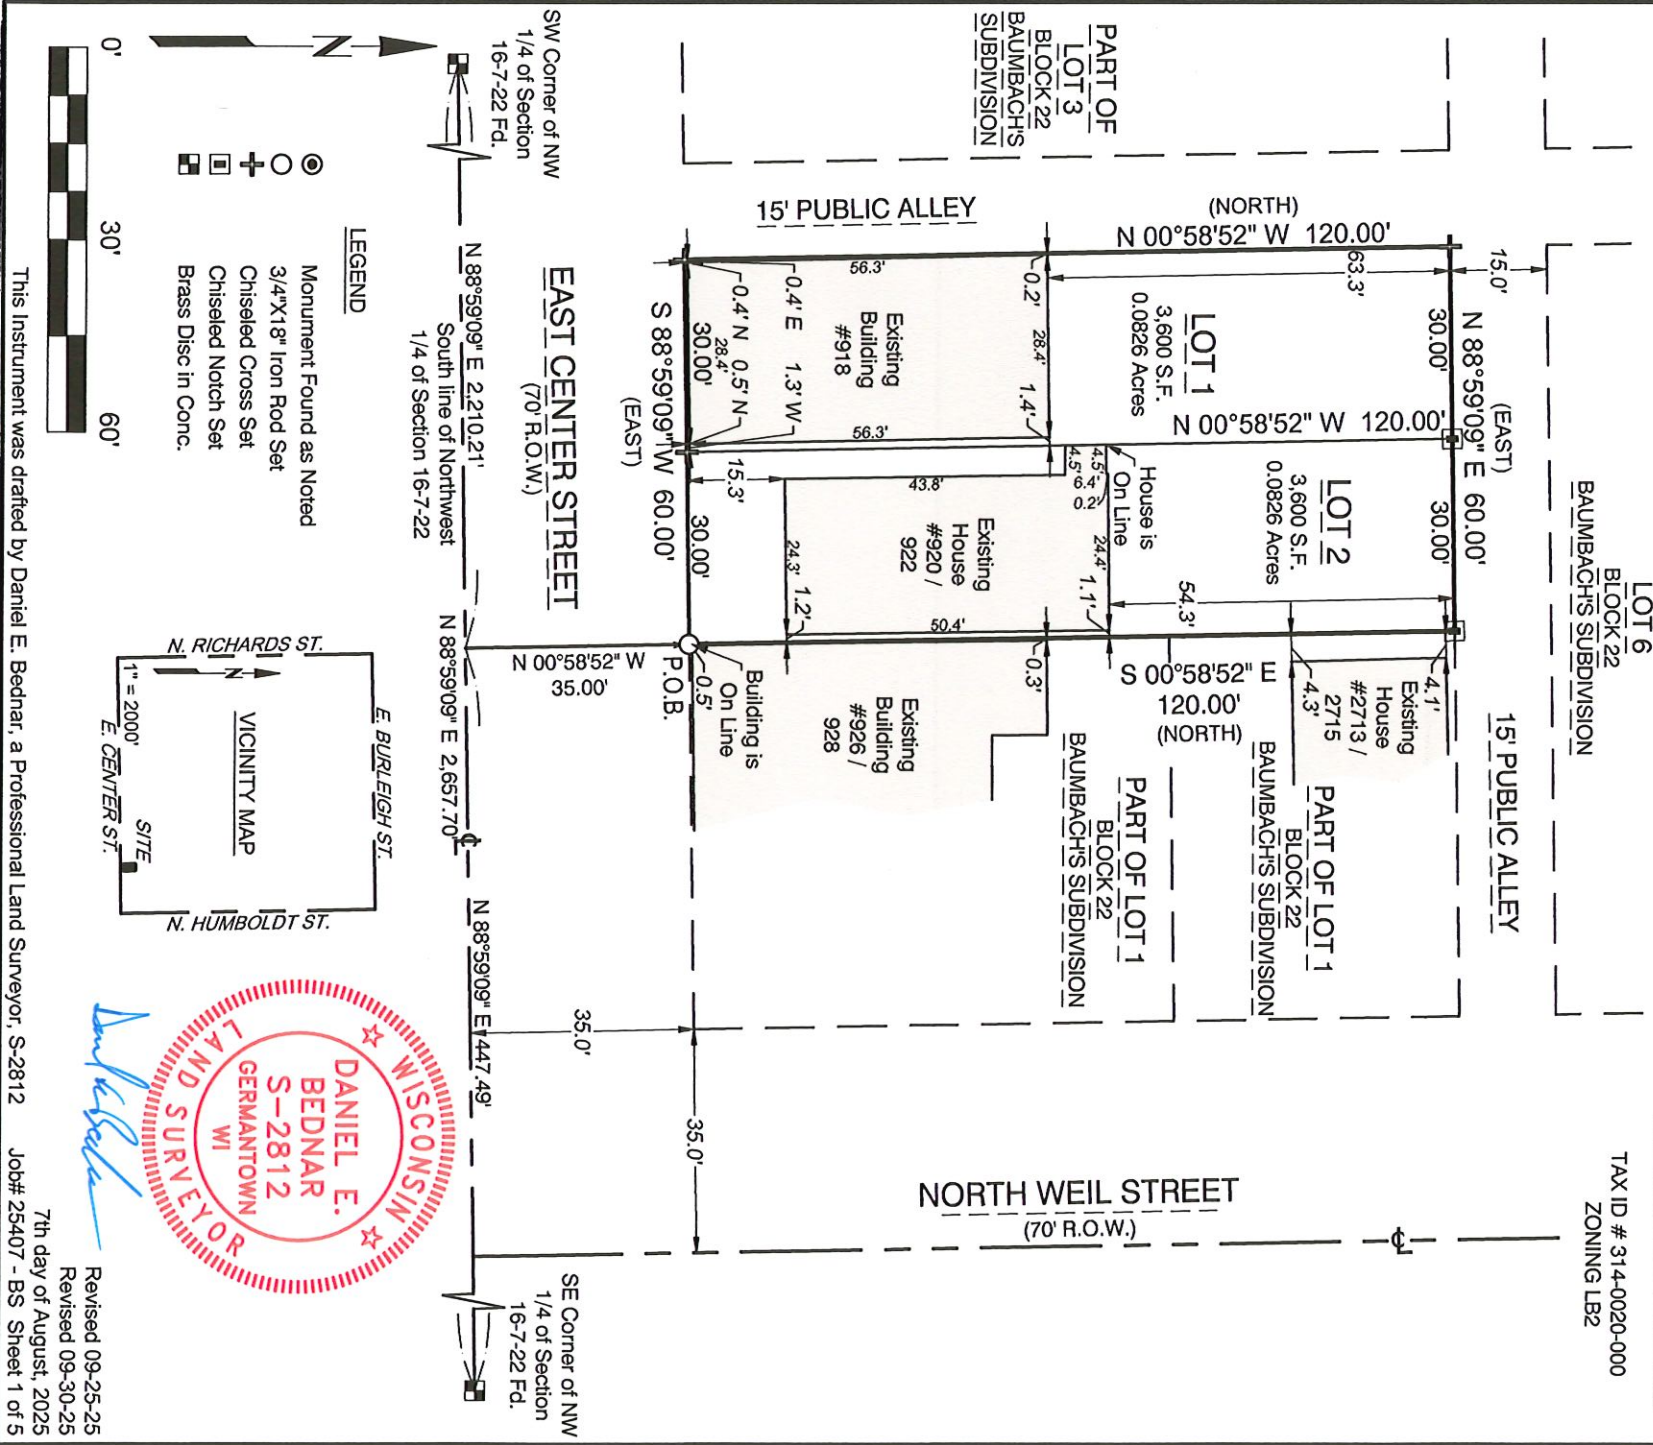 TAX ID # 314-0020-000
ZONING LB2
LOT 6
BLOCK 22
BAUMBACH'S SUBDIVISION
15' PUBLIC ALLEY
PART OF
LOT 3
BLOCK 22
BAUMBACH'S
SUBDIVISION
15' PUBLIC ALLEY
(NORTH)
N 00°58'52" W 120.00'
15.0'
(EAST)
N 88°59'09" E 60.00'
30.00'
30.00'
63.3'
LOT 1
3,600 S.F.
0.0826 Acres
N 00°58'52" W 120.00'
LOT 2
3,600 S.F.
0.0826 Acres
54.3'
4.1'
Existing
House
#2713 /
2715
4.3'
S 00°58'52" E
120.00'
(NORTH)
PART OF LOT 1
BLOCK 22
BAUMBACH'S SUBDIVISION
PART OF LOT 1
BLOCK 22
BAUMBACH'S SUBDIVISION
0.2'
28.4'
1.4'
House is
On Line
4.5'
4.5'
6.4'
0.2'
24.4'
1.1'
0.3'
56.3'
Existing
Building
#918
56.3'
43.8'
Existing
House
#920 /
922
50.4'
Existing
Building
#926 /
928
0.4' E
1.3' W
0.4' N
0.5' N
28.4'
30.00'
15.3'
24.3'
1.2'
30.00'
Building is
On Line
0.5'
P.O.B.
S 88°59'09" W 60.00'
(EAST)
N 00°58'52" W
35.00'
EAST CENTER STREET
(70' R.O.W.)
35.0'
35.0'
NORTH WEIL STREET
(70' R.O.W.)
SW Corner of NW
1/4 of Section
16-7-22 Fd.
N 88°59'09" E 2,210.21'
South line of Northwest
1/4 of Section 16-7-22
N 88°59'09" E 2,657.70'
N 88°59'09" E 447.49'
SE Corner of NW
1/4 of Section
16-7-22 Fd.
N
LEGEND
Monument Found as Noted
3/4"X18" Iron Rod Set
Chiseled Cross Set
Chiseled Notch Set
Brass Disc in Conc.
0'
30'
60'
E. BURLEIGH ST.
N. RICHARDS ST.
N
VICINITY MAP
SITE
1" = 2000'
E. CENTER ST.
N. HUMBOLDT ST.
WISCONSIN
DANIEL E.
BEDNAR
S-2812
GERMANTOWN
WI
LAND SURVEYOR
Revised 09-25-25
Revised 09-30-25
7th day of August, 2025
This Instrument was drafted by Daniel E. Bednar, a Professional Land Surveyor, S-2812
Job# 25407 - BS Sheet 1 of 5